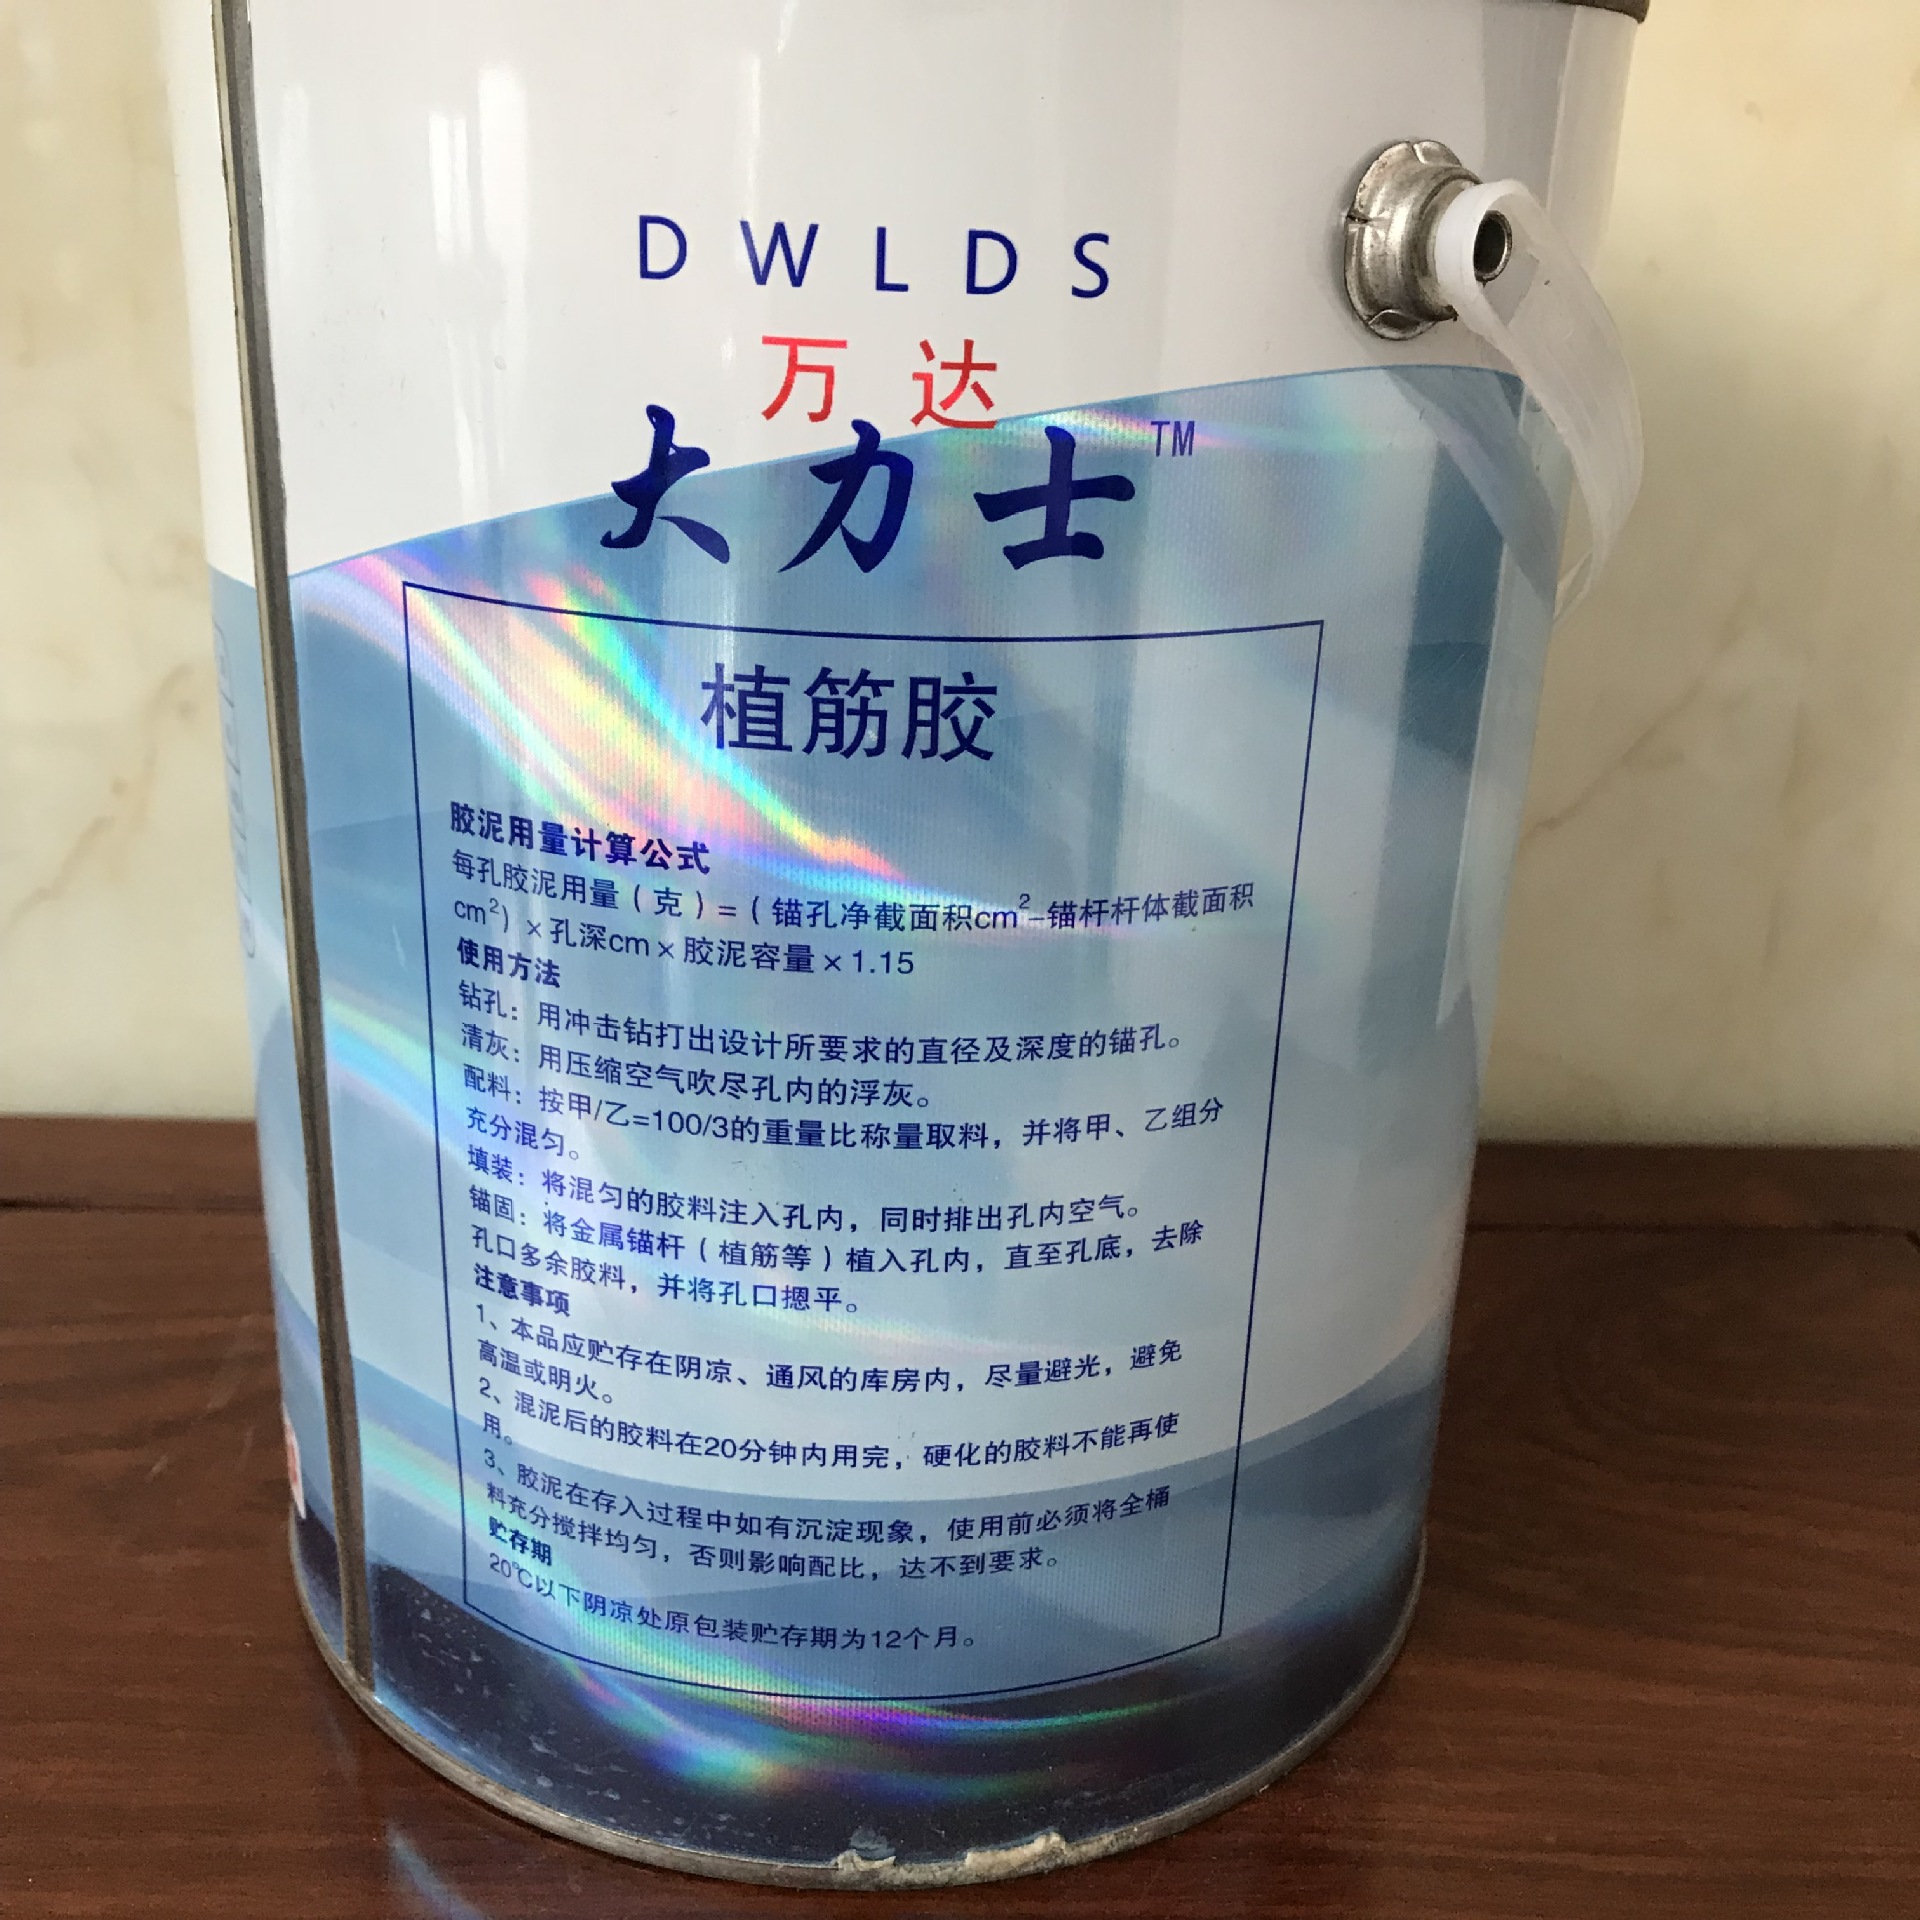 DWLDS
万达
大力士TM
植筋胶
胶泥用量计算公式
每孔胶泥用量（克）=（锚孔净截面积cm²-锚杆杆体截面积
cm²）×孔深cm×胶泥容量×1.15
使用方法
钻孔：用冲击钻打出设计所要求的直径及深度的锚孔。
清灰：用压缩空气吹尽孔内的浮灰。
配料：按甲/乙=100/3的重量比称量取料，并将甲、乙组分
充分混匀。
填装：将混匀的胶料注入孔内，同时排出孔内空气。
锚固：将金属锚杆（植筋等）植入孔内，直至孔底，去除
孔口多余胶料，并将孔口摁平。
注意事项
1、本品应贮存在阴凉、通风的库房内，尽量避光，避免
高温或明火。
2、混泥后的胶料在20分钟内用完，硬化的胶料不能再使
用。
3、胶泥在存入过程中如有沉淀现象，使用前必须将全桶
料充分搅拌均匀，否则影响配比，达不到要求。
贮存期
20℃以下阴凉处原包装贮存期为12个月。